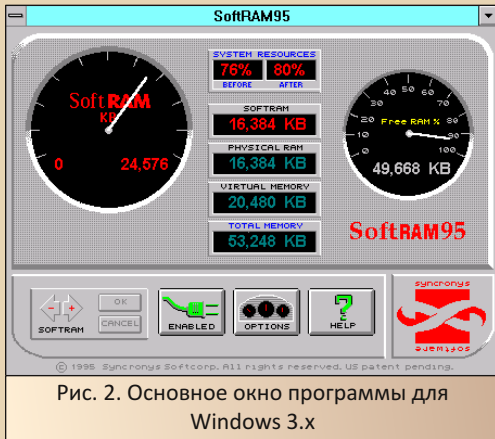 SoftRAM95
SYSTEM RESOURCES
76% 80%
BEFORE AFTER
SoftRAM
KB
0 24,576
SOFTRAM
16,384 KB
PHYSICAL RAM
16,384 KB
VIRTUAL MEMORY
20,480 KB
TOTAL MEMORY
53,248 KB
0 10 20 30 40 50 60 70 80 90 100
Free RAM %
49,668 KB
SoftRAM95
- +
SOFTRAM
OK
CANCEL
ENABLED
OPTIONS
?
HELP
syncronys
softcorp
© 1995 Syncronys Softcorp. All rights reserved. US patent pending.
Рис. 2. Основное окно программы для
Windows 3.x